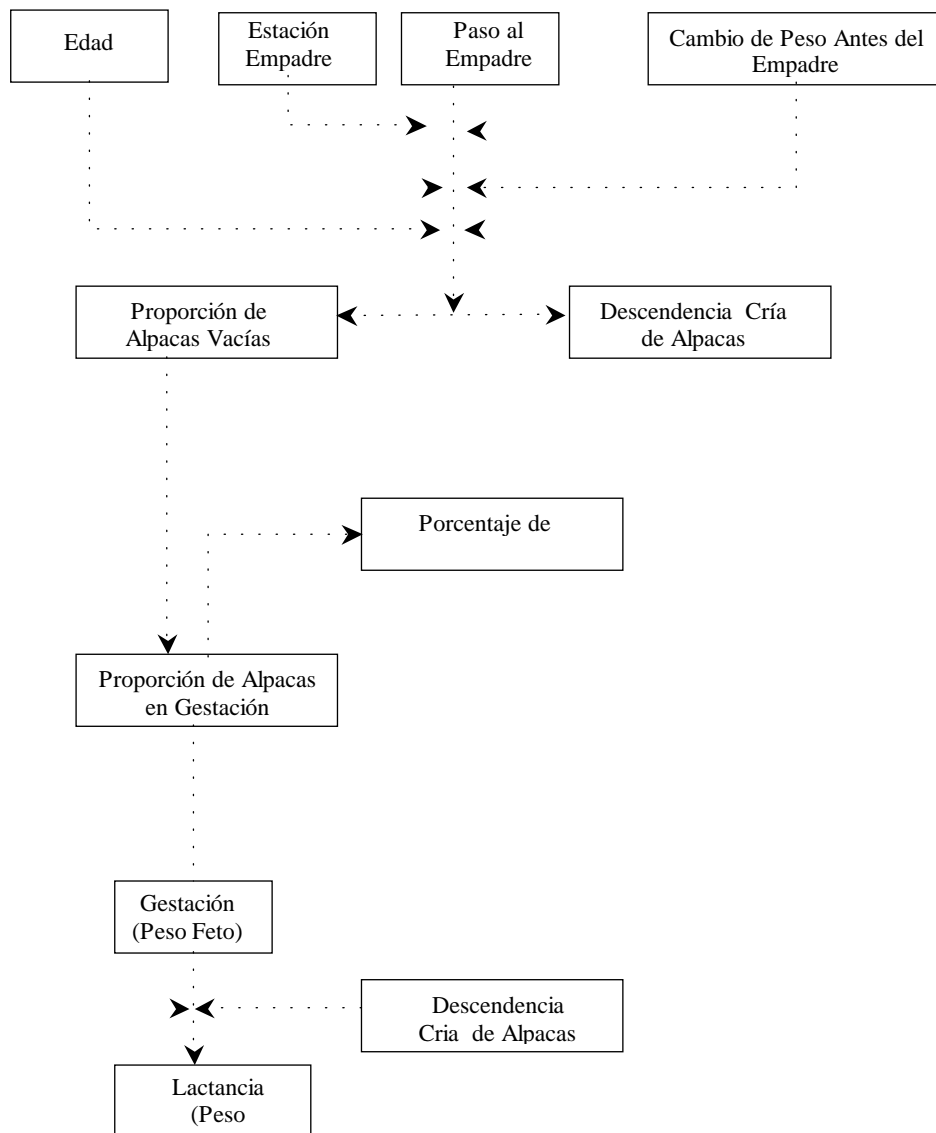 Edad
Estación
Empadre
Paso al
Empadre
Cambio de Peso Antes del
Empadre
Proporción de
Alpacas Vacías
Descendencia Cría
de Alpacas
Porcentaje de
Proporción de Alpacas
en Gestación
Gestación
(Peso Feto)
Descendencia
Cria de Alpacas
Lactancia
(Peso